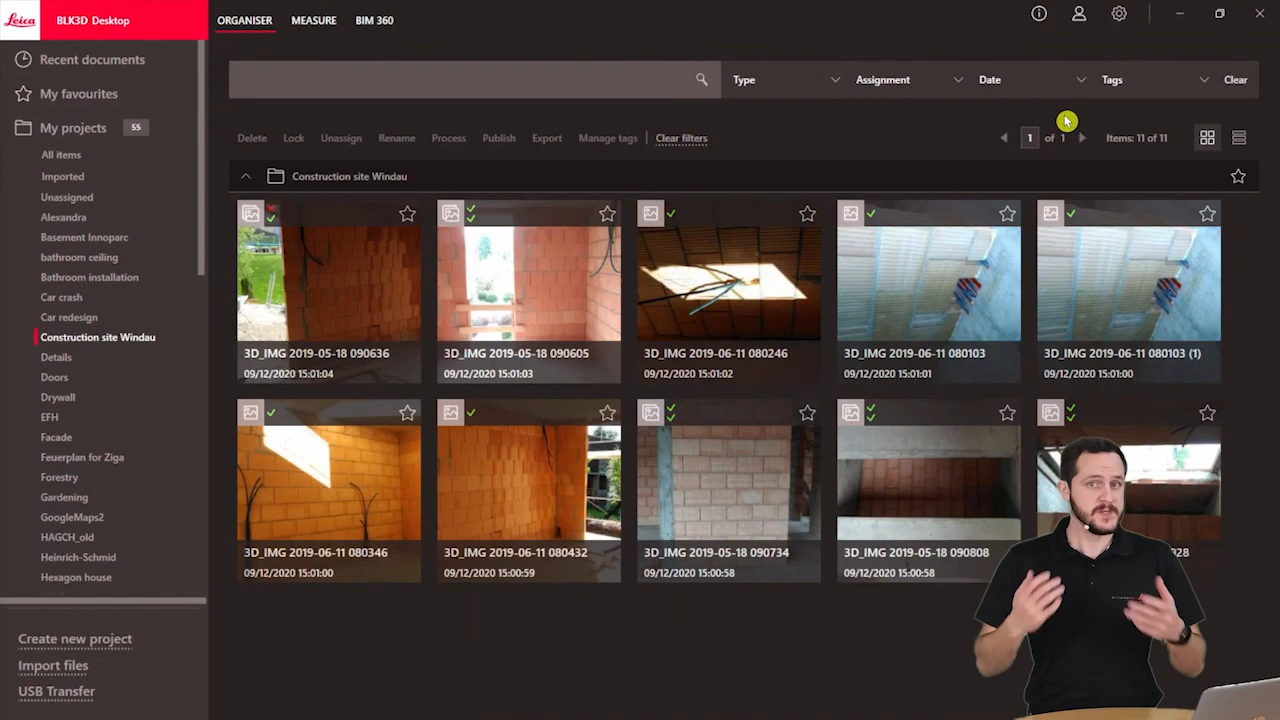 Leica
BLK3D Desktop
ORGANISER
MEASURE
BIM 360
Recent documents
My favourites
My projects 55
All items
Imported
Unassigned
Alexandra
Basement Innoparc
bathroom ceiling
Bathroom installation
Car crash
Car redesign
Construction site Windau
Details
Doors
Drywall
EFH
Facade
Feuerplan for Ziga
Forestry
Gardening
GoogleMaps2
HAGCH_old
Heinrich-Schmid
Hexagon house
Create new project
Import files
USB Transfer
Type
Assignment
Date
Tags
Clear
Delete Lock Unassign Rename Process Publish Export Manage tags Clear filters
1 of 1
Items: 11 of 11
Construction site Windau
3D_IMG 2019-05-18 090636
09/12/2020 15:01:04
3D_IMG 2019-05-18 090605
09/12/2020 15:01:03
3D_IMG 2019-06-11 080246
09/12/2020 15:01:02
3D_IMG 2019-06-11 080103
09/12/2020 15:01:01
3D_IMG 2019-06-11 080103 (1)
09/12/2020 15:01:00
3D_IMG 2019-06-11 080346
09/12/2020 15:01:00
3D_IMG 2019-06-11 080432
09/12/2020 15:00:59
3D_IMG 2019-05-18 090734
09/12/2020 15:00:58
3D_IMG 2019-05-18 090808
09/12/2020 15:00:58
928